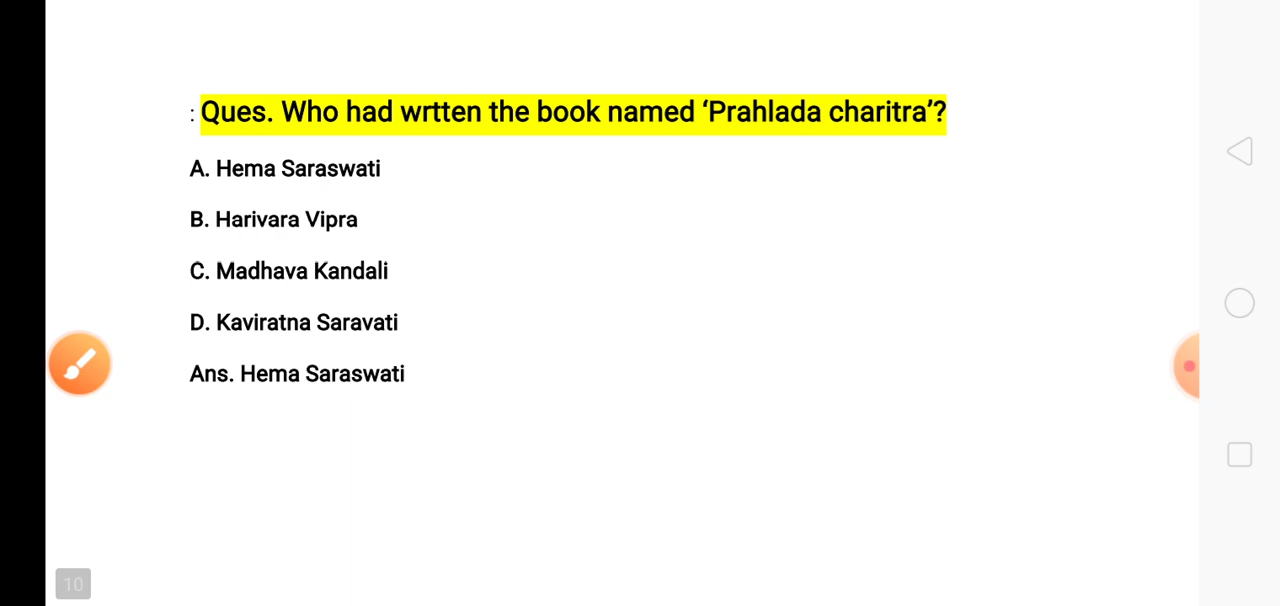 : Ques. Who had wrtten the book named ‘Prahlada charitra’?
A. Hema Saraswati
B. Harivara Vipra
C. Madhava Kandali
D. Kaviratna Saravati
Ans. Hema Saraswati
10